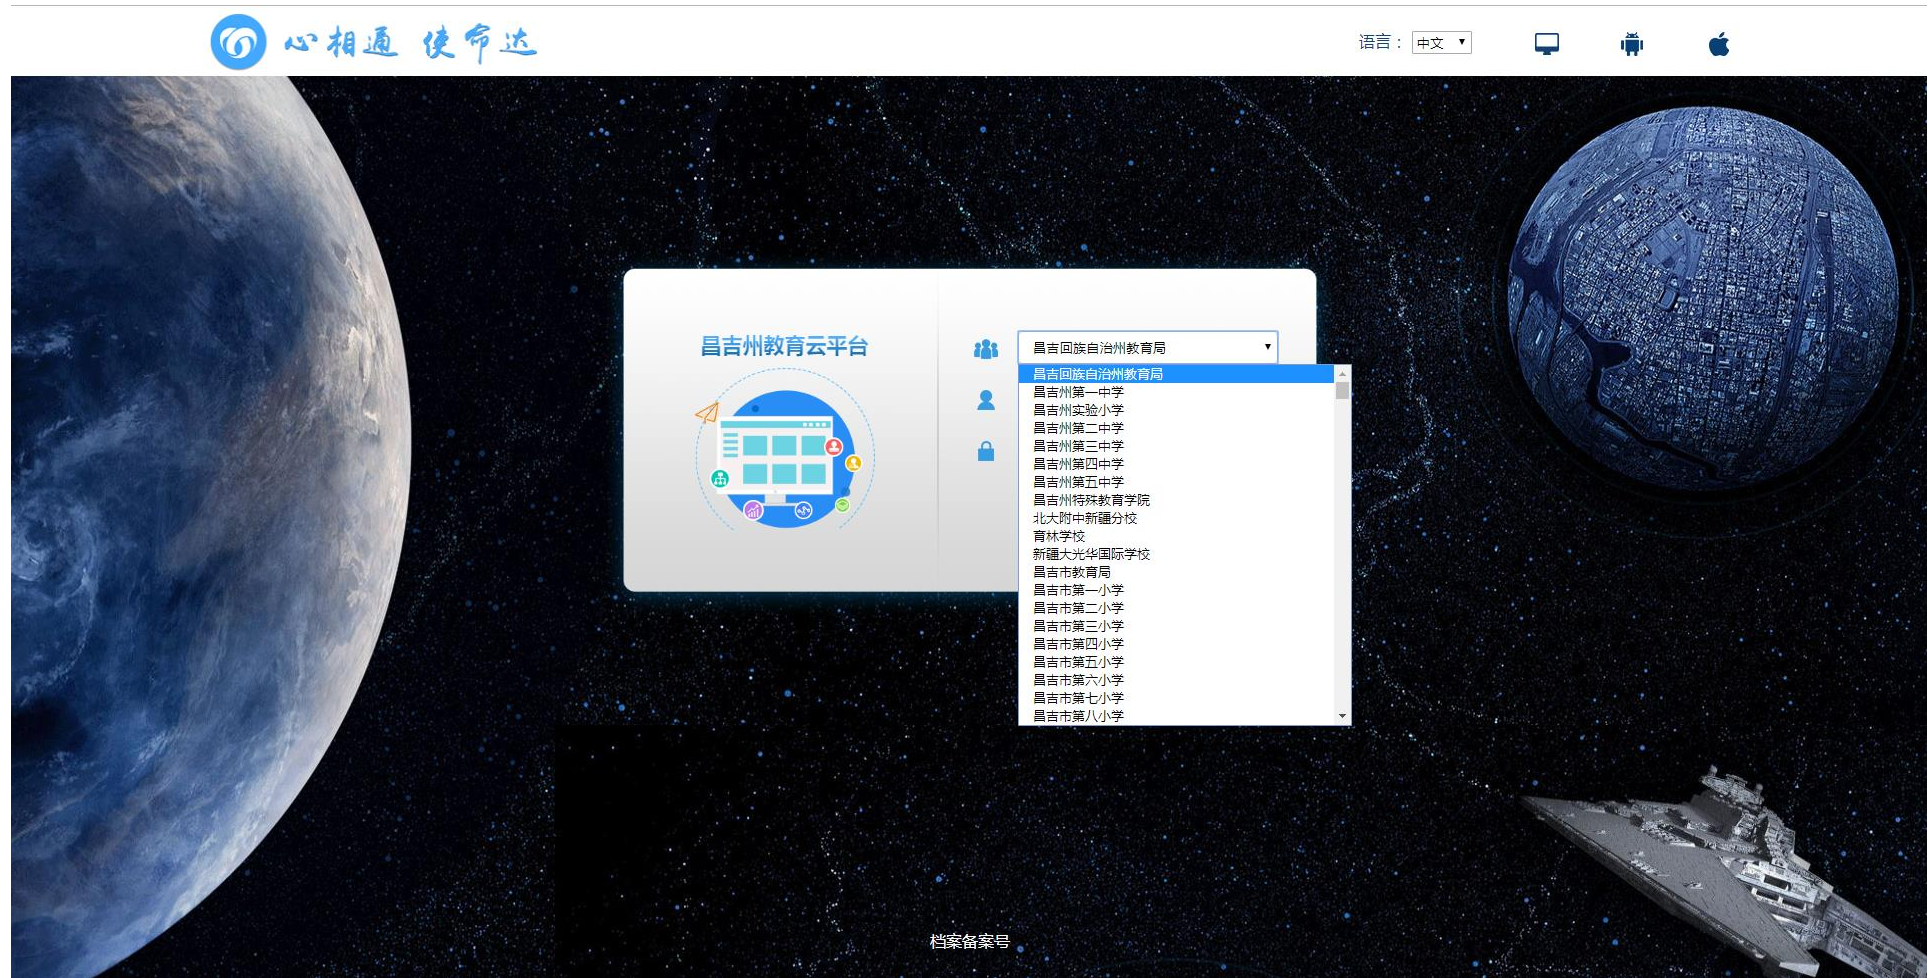 心相通 使命达
语言： 中文
昌吉州教育云平台
昌吉回族自治州教育局
昌吉回族自治州教育局
昌吉州第一中学
昌吉州实验小学
昌吉州第二中学
昌吉州第三中学
昌吉州第四中学
昌吉州第五中学
昌吉州特殊教育学院
北大附中新疆分校
育林学校
新疆大光华国际学校
昌吉市教育局
昌吉市第一小学
昌吉市第二小学
昌吉市第三小学
昌吉市第四小学
昌吉市第五小学
昌吉市第六小学
昌吉市第七小学
昌吉市第八小学
档案备案号